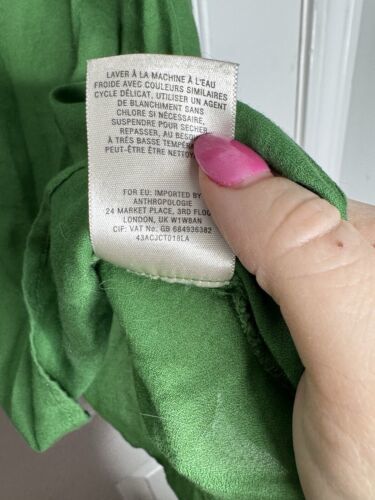 LAVER À LA MACHINE À L'EAU
FROIDE AVEC COULEURS SIMILAIRES
CYCLE DÉLICAT, UTILISER UN AGENT
DE BLANCHIMENT SANS
CHLORE SI NÉCESSAIRE,
SUSPENDRE POUR SECHER
REPASSER, AU
À TRÈS BASSE
PEUT-ÊTRE ÊTRE
FOR EU: IMPORTED BY
ANTHROPOLOGIE
24 MARKET PLACE, 3RD
LONDON, UK W1W8AN
CIF: VAT No. GB 684936382
43ACJCT018LA